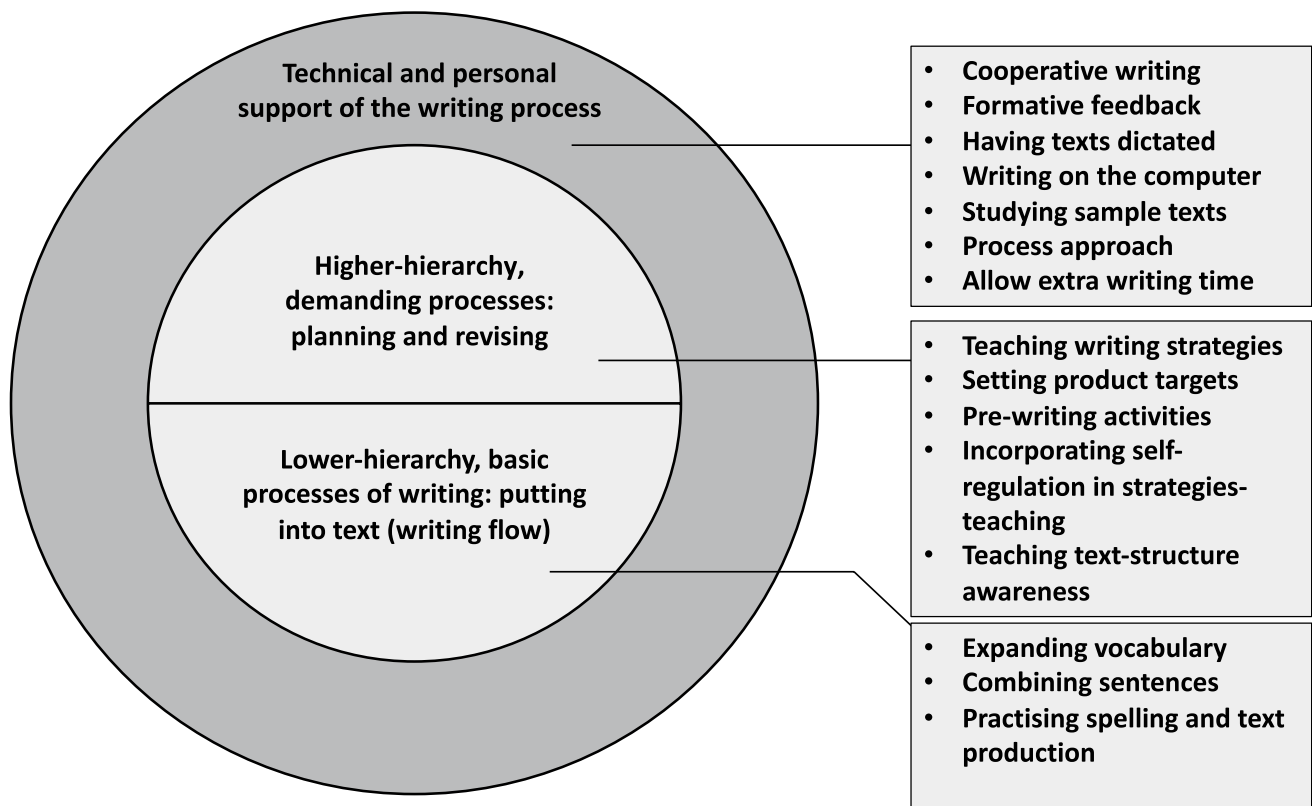 Technical and personal
support of the writing process
Higher-hierarchy,
demanding processes:
planning and revising
Lower-hierarchy, basic
processes of writing: putting
into text (writing flow)
• Cooperative writing
• Formative feedback
• Having texts dictated
• Writing on the computer
• Studying sample texts
• Process approach
• Allow extra writing time
• Teaching writing strategies
• Setting product targets
• Pre-writing activities
• Incorporating self-
regulation in strategies-
teaching
• Teaching text-structure
awareness
• Expanding vocabulary
• Combining sentences
• Practising spelling and text
production